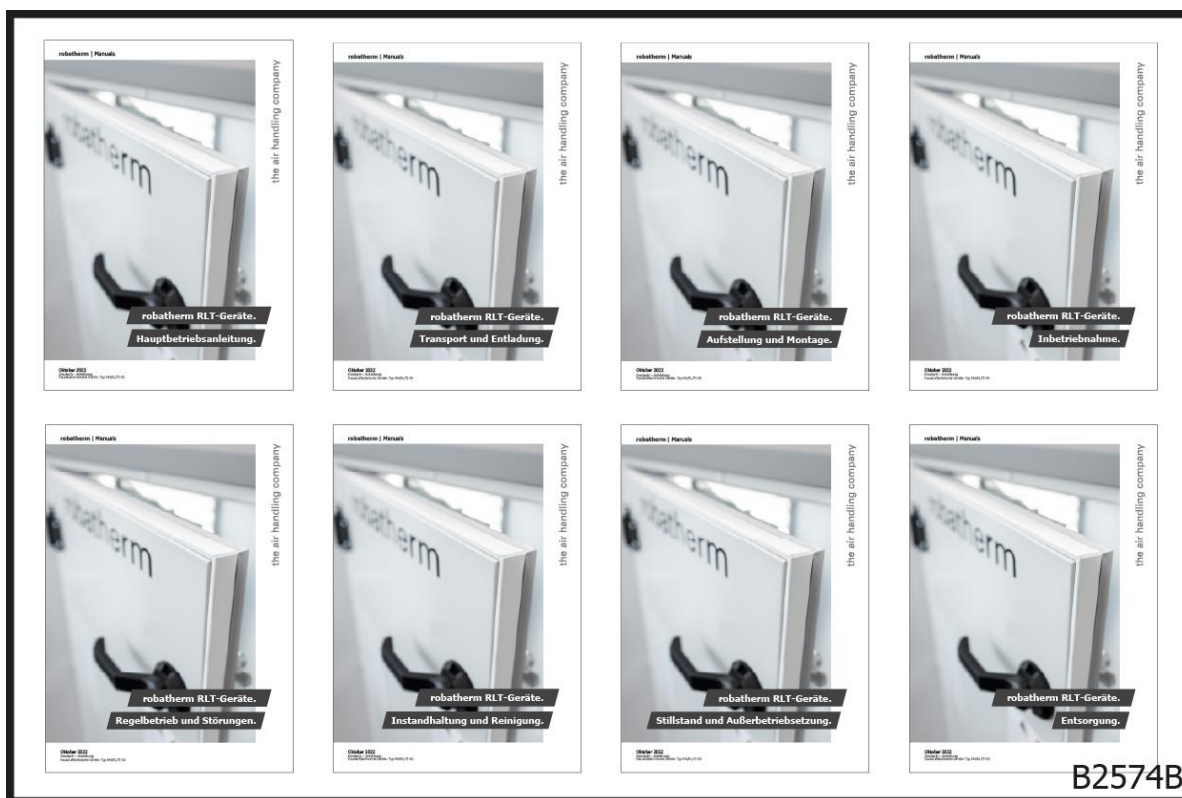 robatherm | Manuals
the air handling company
robatherm
robatherm RLT-Geräte.
Hauptbetriebsanleitung.
Oktober 2022
robatherm | Manuals
the air handling company
robatherm
robatherm RLT-Geräte.
Transport und Entladung.
Oktober 2022
robatherm | Manuals
the air handling company
robatherm
robatherm RLT-Geräte.
Aufstellung und Montage.
Oktober 2022
robatherm | Manuals
the air handling company
robatherm
robatherm RLT-Geräte.
Inbetriebnahme.
Oktober 2022
robatherm | Manuals
the air handling company
robatherm
robatherm RLT-Geräte.
Regelbetrieb und Störungen.
Oktober 2022
robatherm | Manuals
the air handling company
robatherm
robatherm RLT-Geräte.
Instandhaltung und Reinigung.
Oktober 2022
robatherm | Manuals
the air handling company
robatherm
robatherm RLT-Geräte.
Stillstand und Außerbetriebsetzung.
Oktober 2022
robatherm | Manuals
the air handling company
robatherm
robatherm RLT-Geräte.
Entsorgung.
Oktober 2022
B2574B